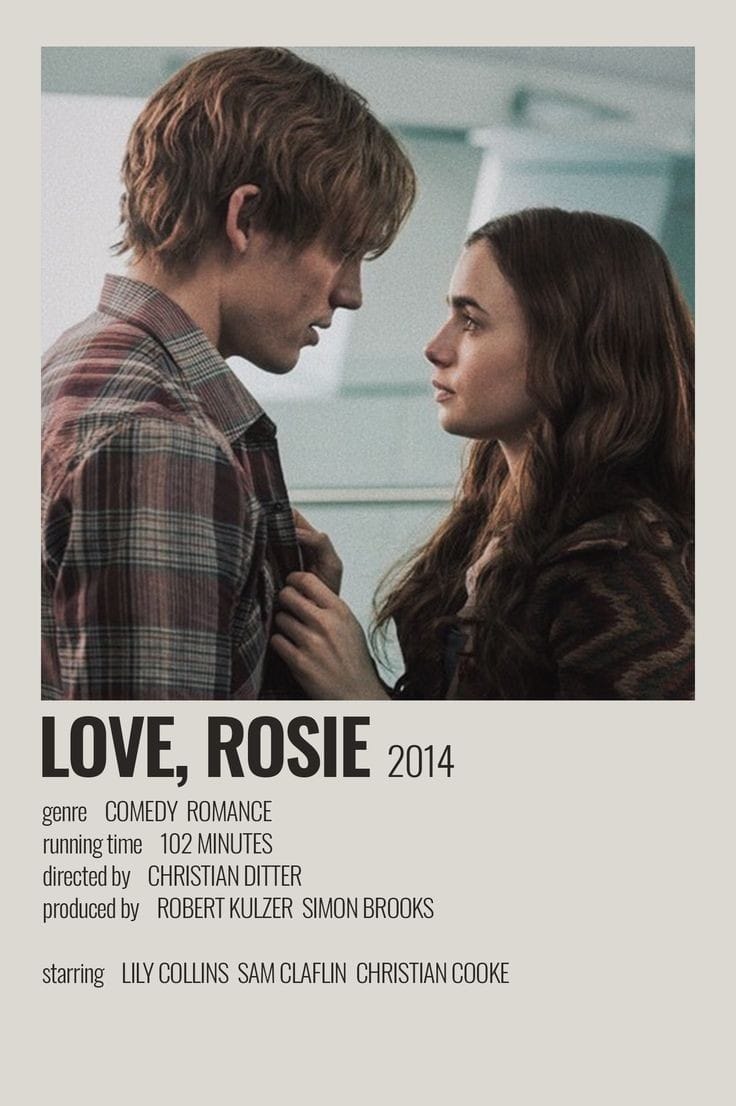 LOVE, ROSIE 2014
genre COMEDY ROMANCE
running time 102 MINUTES
directed by CHRISTIAN DITTER
produced by ROBERT KULZER SIMON BROOKS
starring LILY COLLINS SAM CLAFLIN CHRISTIAN COOKE